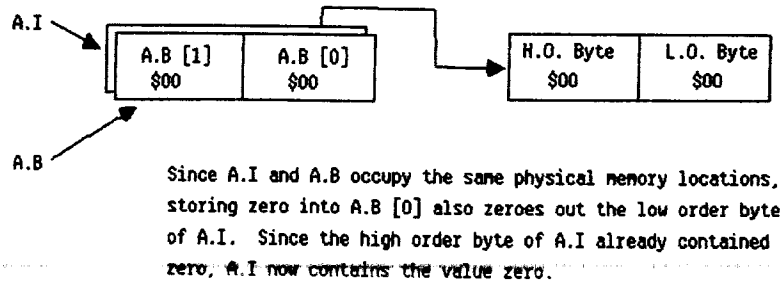 A.I
A.B [1] A.B [0] H.O. Byte L.O. Byte
$00 $00 $00 $00
A.B
Since A.I and A.B occupy the same physical memory locations,
storing zero into A.B [0] also zeroes out the low order byte
of A.I. Since the high order byte of A.I already contained
zero, A.I now contains the value zero.